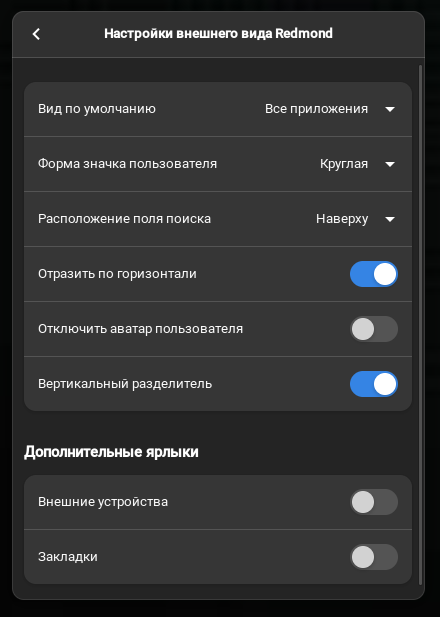 Настройки внешнего вида Redmond
Вид по умолчанию Все приложения
Форма значка пользователя Круглая
Расположение поля поиска Наверху
Отразить по горизонтали
Отключить аватар пользователя
Вертикальный разделитель
Дополнительные ярлыки
Внешние устройства
Закладки